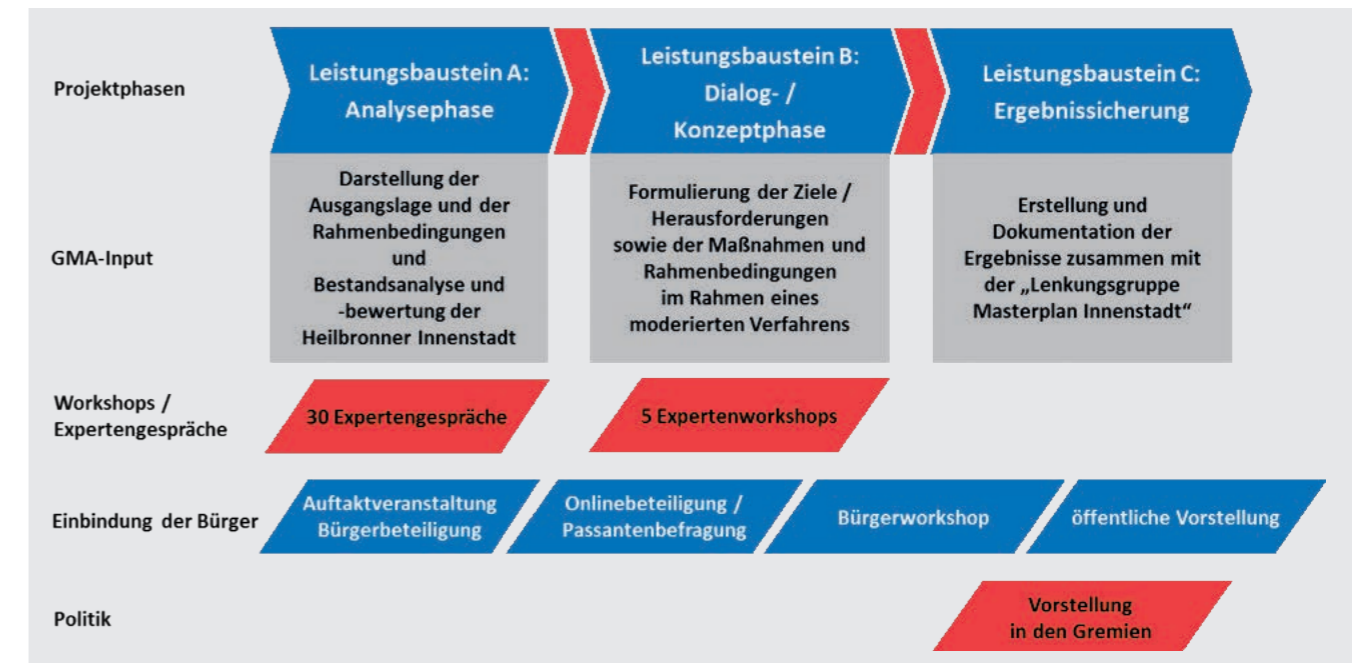 Projektphasen
Leistungsbaustein A:
Analysephase
Leistungsbaustein B:
Dialog- /
Konzeptphase
Leistungsbaustein C:
Ergebnissicherung
GMA-Input
Darstellung der
Ausgangslage und der
Rahmenbedingungen
und
Bestandsanalyse und
-bewertung der
Heilbronner Innenstadt
Formulierung der Ziele /
Herausforderungen
sowie der Maßnahmen und
Rahmenbedingungen
im Rahmen eines
moderierten Verfahrens
Erstellung und
Dokumentation der
Ergebnisse zusammen mit
der „Lenkungsgruppe
Masterplan Innenstadt“
Workshops /
Expertengespräche
30 Expertengespräche
5 Expertenworkshops
Einbindung der Bürger
Auftaktveranstaltung
Bürgerbeteiligung
Onlinebeteiligung /
Passantenbefragung
Bürgerworkshop
öffentliche Vorstellung
Politik
Vorstellung
in den Gremien